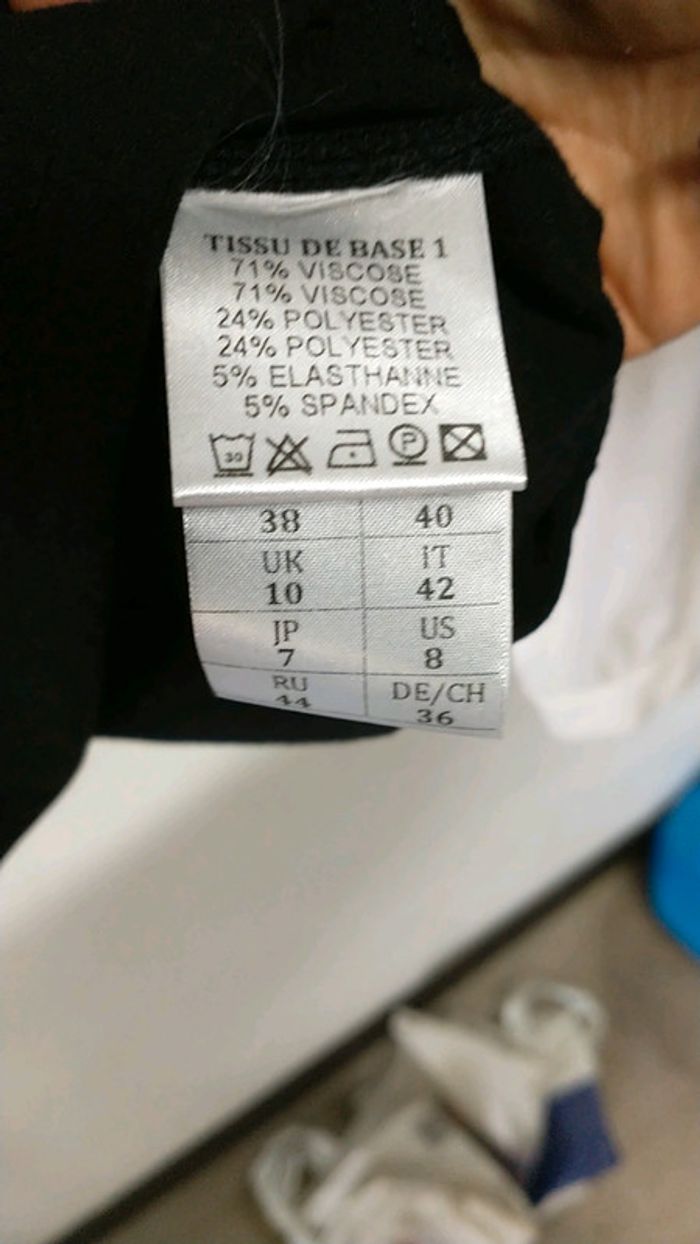 TISSU DE BASE 1
71% VISCOSE
71% VISCOSE
24% POLYESTER
24% POLYESTER
5% ELASTHANNE
5% SPANDEX
30 P
38 40
UK IT
10 42
JP US
7 8
RU DE/CH
44 36